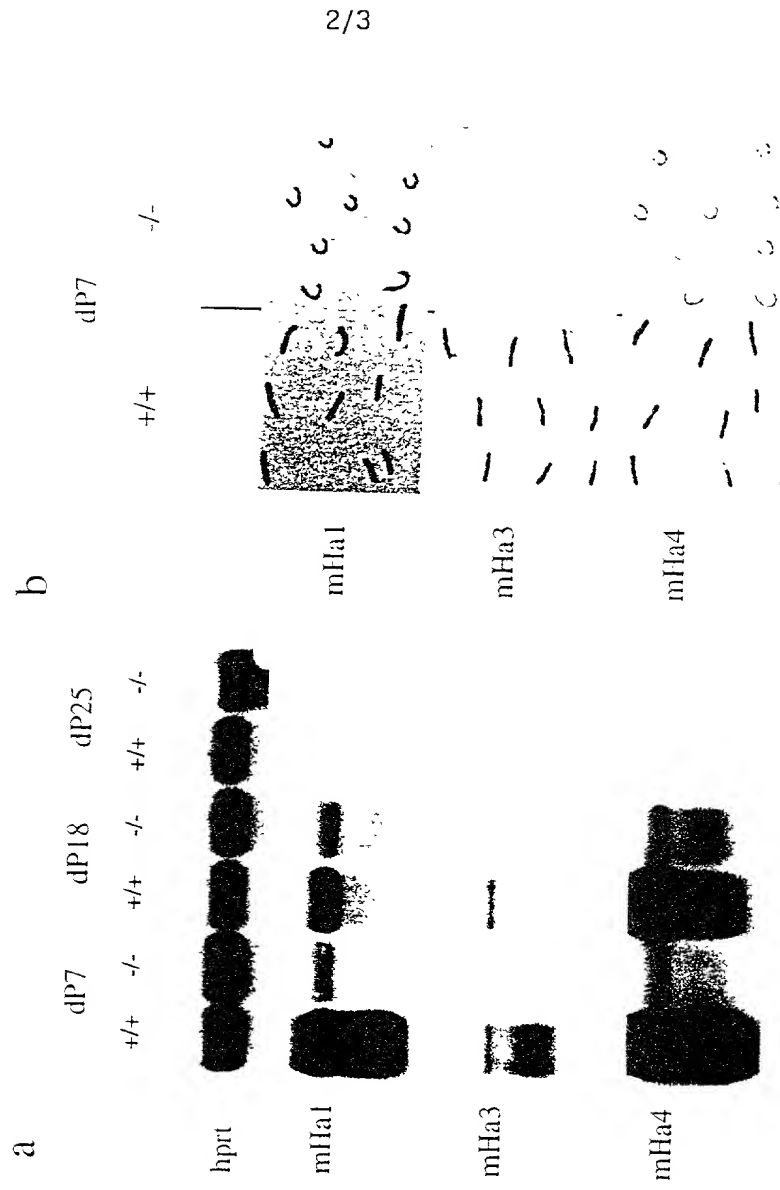 2/3
a
dP7 dP18 dP25
+/+ -/- +/+ -/- +/+ -/-
hprt
mHa1
mHa3
mHa4
b
dP7
+/+ -/-
mHa1
mHa3
mHa4